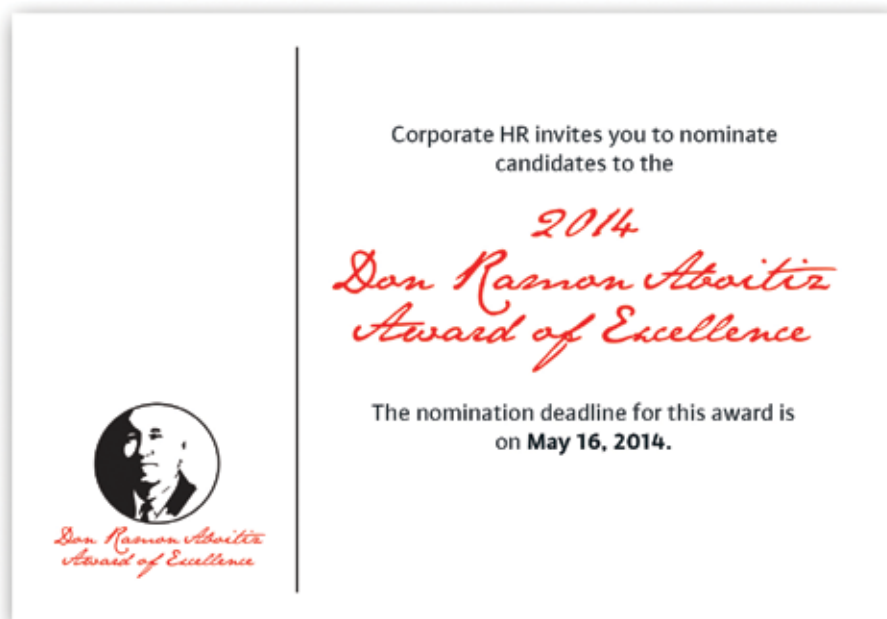 Corporate HR invites you to nominate
candidates to the
2014
Don Ramon Aboitiz
Award of Excellence
The nomination deadline for this award is
on May 16, 2014.
Don Ramon Aboitiz
Award of Excellence